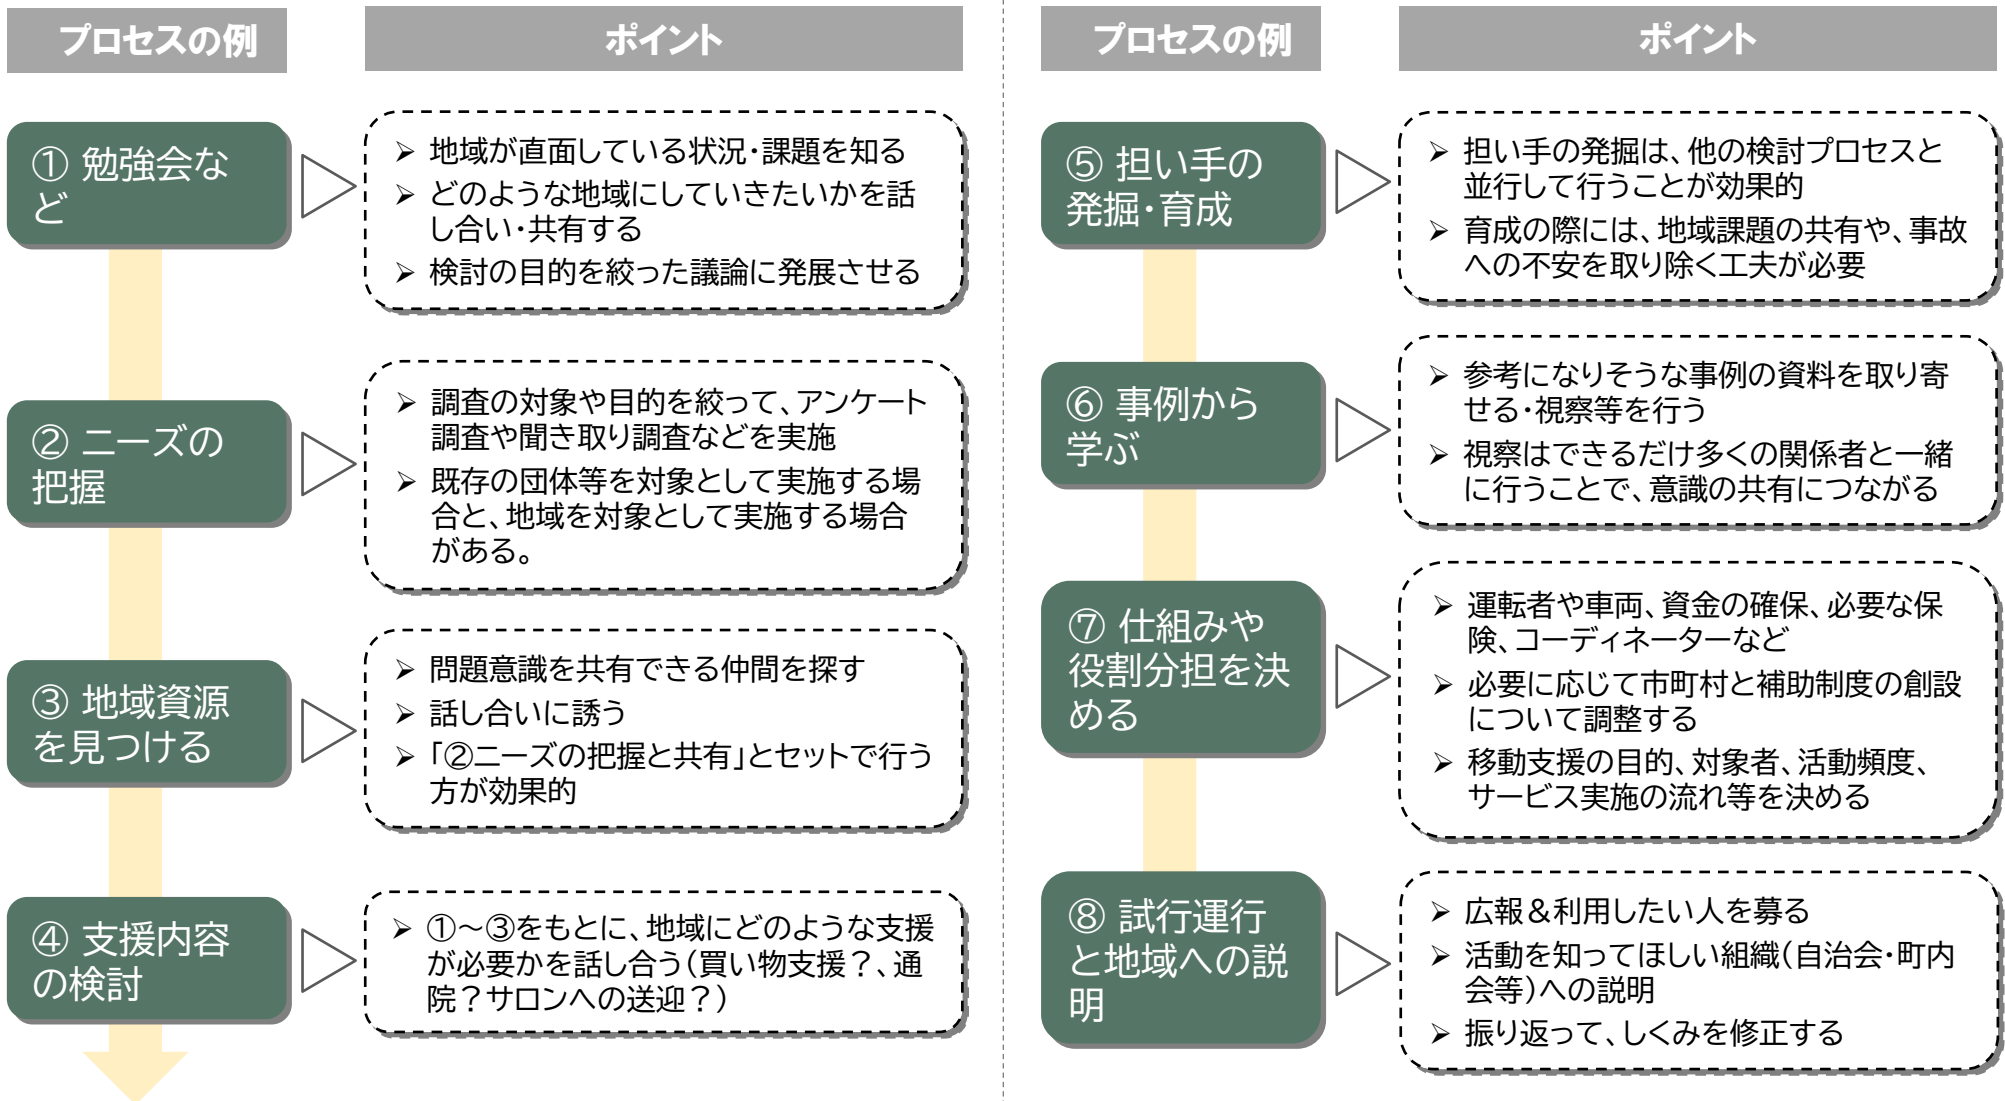 プロセスの例
ポイント
① 勉強会な
ど
➢ 地域が直面している状況・課題を知る
➢ どのような地域にしていきたいかを話
し合い・共有する
➢ 検討の目的を絞った議論に発展させる
② ニーズの
把握
➢ 調査の対象や目的を絞って、アンケート
調査や聞き取り調査などを実施
➢ 既存の団体等を対象として実施する場
合と、地域を対象として実施する場合
がある。
③ 地域資源
を見つける
➢ 問題意識を共有できる仲間を探す
➢ 話し合いに誘う
➢ 「②ニーズの把握と共有」とセットで行う
方が効果的
④ 支援内容
の検討
➢ ①～③をもとに、地域にどのような支援
が必要かを話し合う（買い物支援？、通
院？サロンへの送迎？）
プロセスの例
ポイント
⑤ 担い手の
発掘・育成
➢ 担い手の発掘は、他の検討プロセスと
並行して行うことが効果的
➢ 育成の際には、地域課題の共有や、事故
への不安を取り除く工夫が必要
⑥ 事例から
学ぶ
➢ 参考になりそうな事例の資料を取り寄
せる・視察等を行う
➢ 視察はできるだけ多くの関係者と一緒
に行うことで、意識の共有につながる
⑦ 仕組みや
役割分担を決
める
➢ 運転者や車両、資金の確保、必要な保
険、コーディネーターなど
➢ 必要に応じて市町村と補助制度の創設
について調整する
➢ 移動支援の目的、対象者、活動頻度、
サービス実施の流れ等を決める
⑧ 試行運行
と地域への説
明
➢ 広報＆利用したい人を募る
➢ 活動を知ってほしい組織（自治会・町内
会等）への説明
➢ 振り返って、しくみを修正する